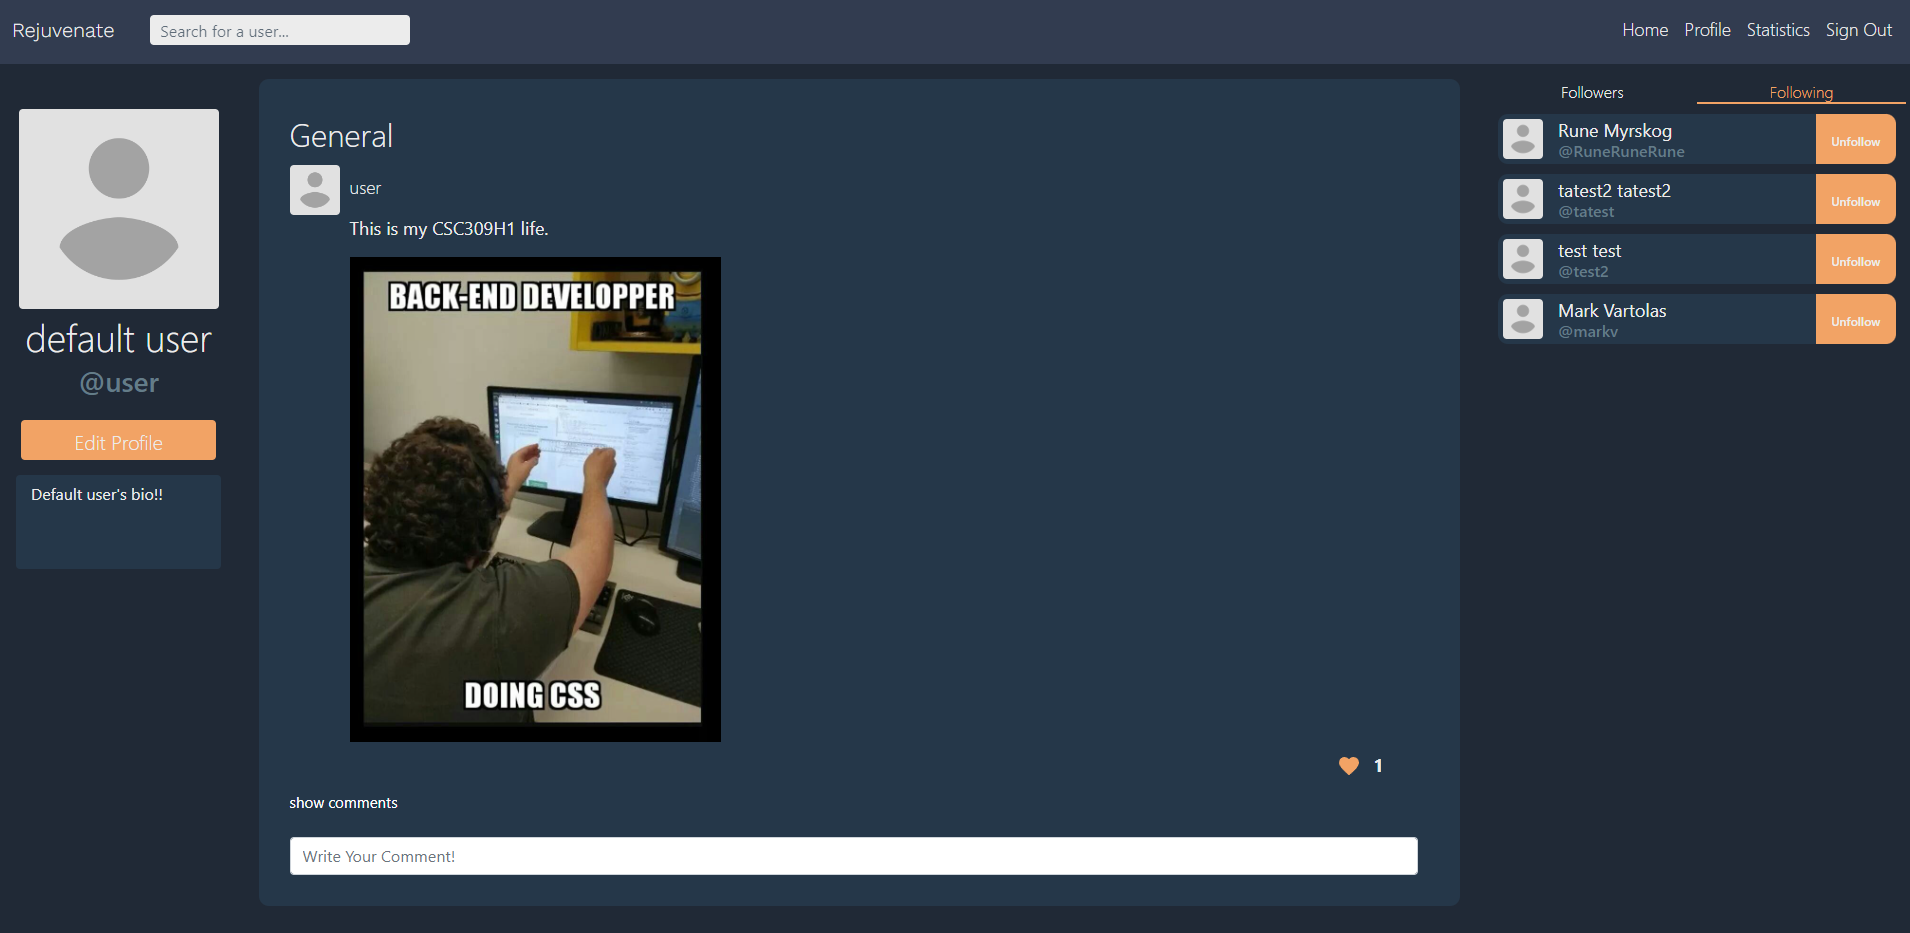 Rejuvenate
Search for a user...
Home Profile Statistics Sign Out
default user
@user
Edit Profile
Default user's bio!!
General
user
This is my CSC309H1 life.
BACK-END DEVELOPPER
DOING CSS
1
show comments
Write Your Comment!
Followers Following
Rune Myrskog
@RuneRuneRune
Unfollow
tatest2 tatest2
@tatest
Unfollow
test test
@test2
Unfollow
Mark Vartolas
@markv
Unfollow